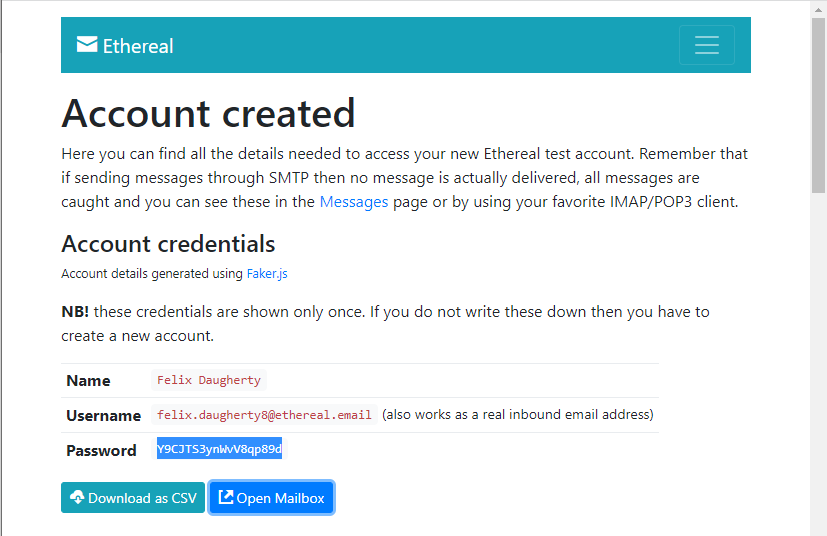 Ethereal
Account created
Here you can find all the details needed to access your new Ethereal test account. Remember that
if sending messages through SMTP then no message is actually delivered, all messages are
caught and you can see these in the Messages page or by using your favorite IMAP/POP3 client.
Account credentials
Account details generated using Faker.js
NB! these credentials are shown only once. If you do not write these down then you have to
create a new account.
Name Felix Daugherty
Username felix.daugherty8@ethereal.email (also works as a real inbound email address)
Password Y9CJTS3ynWvV8qp89d
Download as CSV Open Mailbox